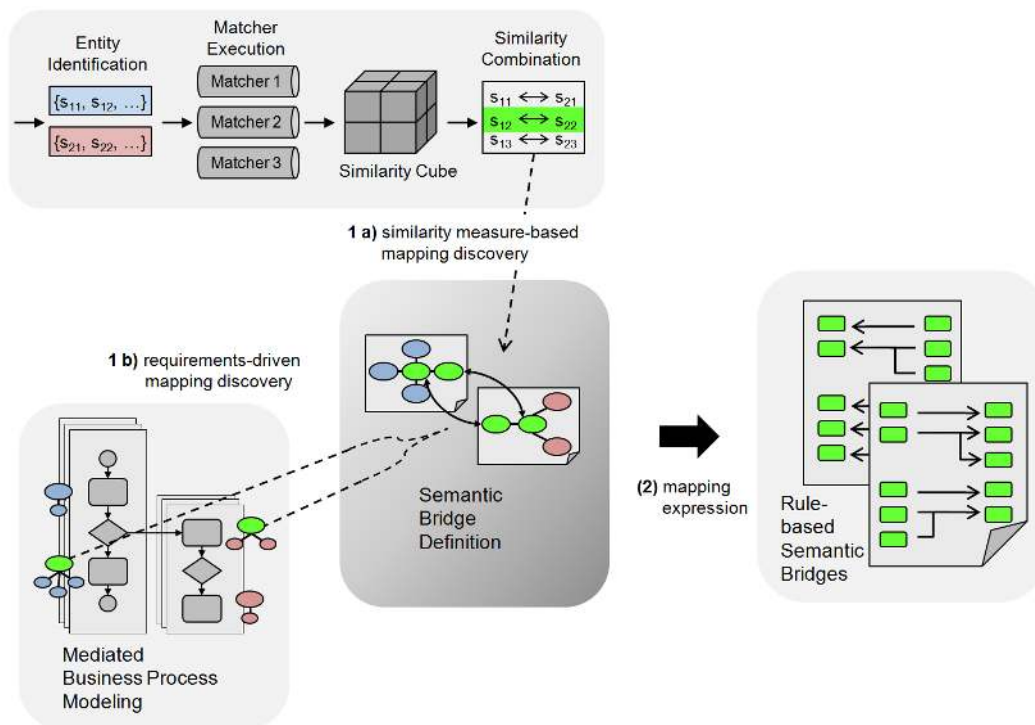 Entity
Identification
{s11, s12, ...}
{s21, s22, ...}
Matcher
Execution
Matcher 1
Matcher 2
Matcher 3
Similarity Cube
Similarity
Combination
s11 ⟷ s21
s12 ⟷ s22
s13 ⟷ s23
1 a) similarity measure-based
mapping discovery
1 b) requirements-driven
mapping discovery
Semantic
Bridge
Definition
(2) mapping
expression
Rule-
based
Semantic
Bridges
Mediated
Business Process
Modeling